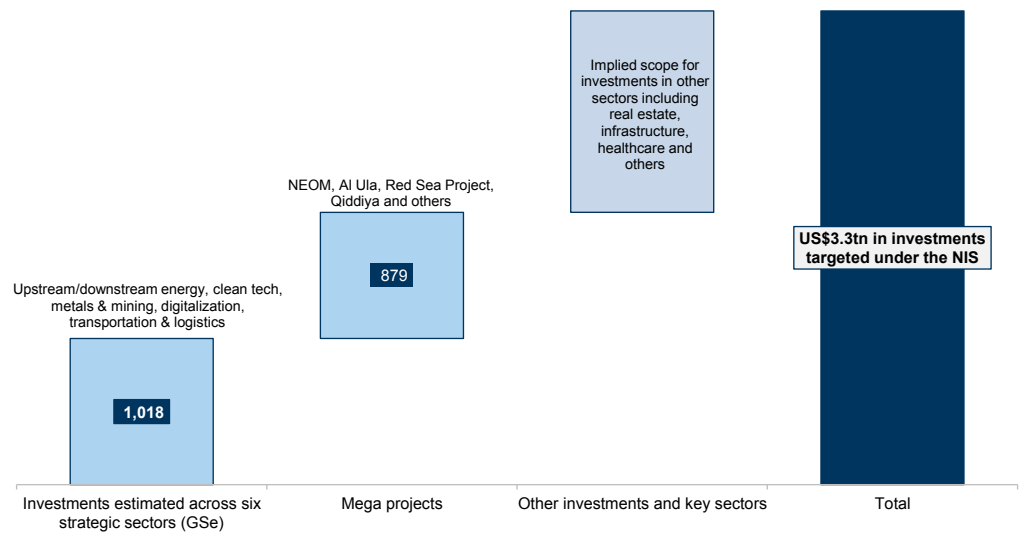 Implied scope for
investments in other
sectors including
real estate,
infrastructure,
healthcare and
others
NEOM, Al Ula, Red Sea Project,
Qiddiya and others
US$3.3tn in investments
targeted under the NIS
879
Upstream/downstream energy, clean tech,
metals & mining, digitalization,
transportation & logistics
1,018
Investments estimated across six
strategic sectors (GSe)
Mega projects
Other investments and key sectors
Total